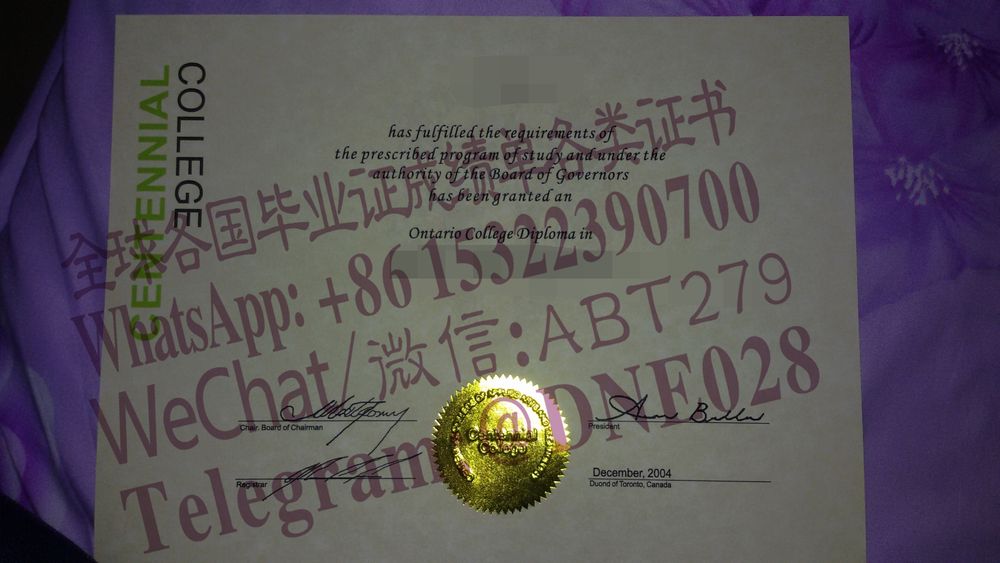 CENTENNIAL
COLLEGE
has fulfilled the requirements of
the prescribed program of study and under the
authority of the Board of Governors
has been granted an
Ontario College Diploma in
全球各国毕业证成绩单各类证书
WhatsApp: +86 15322390700
WeChat/微信:ABT279
Telegram:@DNE028
Chair, Board of Chairman
President
Registrar
December, 2004
Duond of Toronto, Canada
Centennial
College